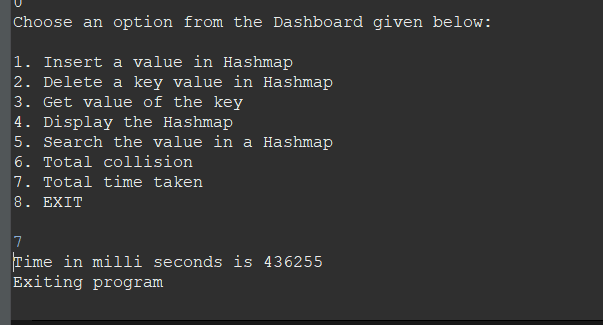 0
Choose an option from the Dashboard given below:
1. Insert a value in Hashmap
2. Delete a key value in Hashmap
3. Get value of the key
4. Display the Hashmap
5. Search the value in a Hashmap
6. Total collision
7. Total time taken
8. EXIT
7
Time in milli seconds is 436255
Exiting program